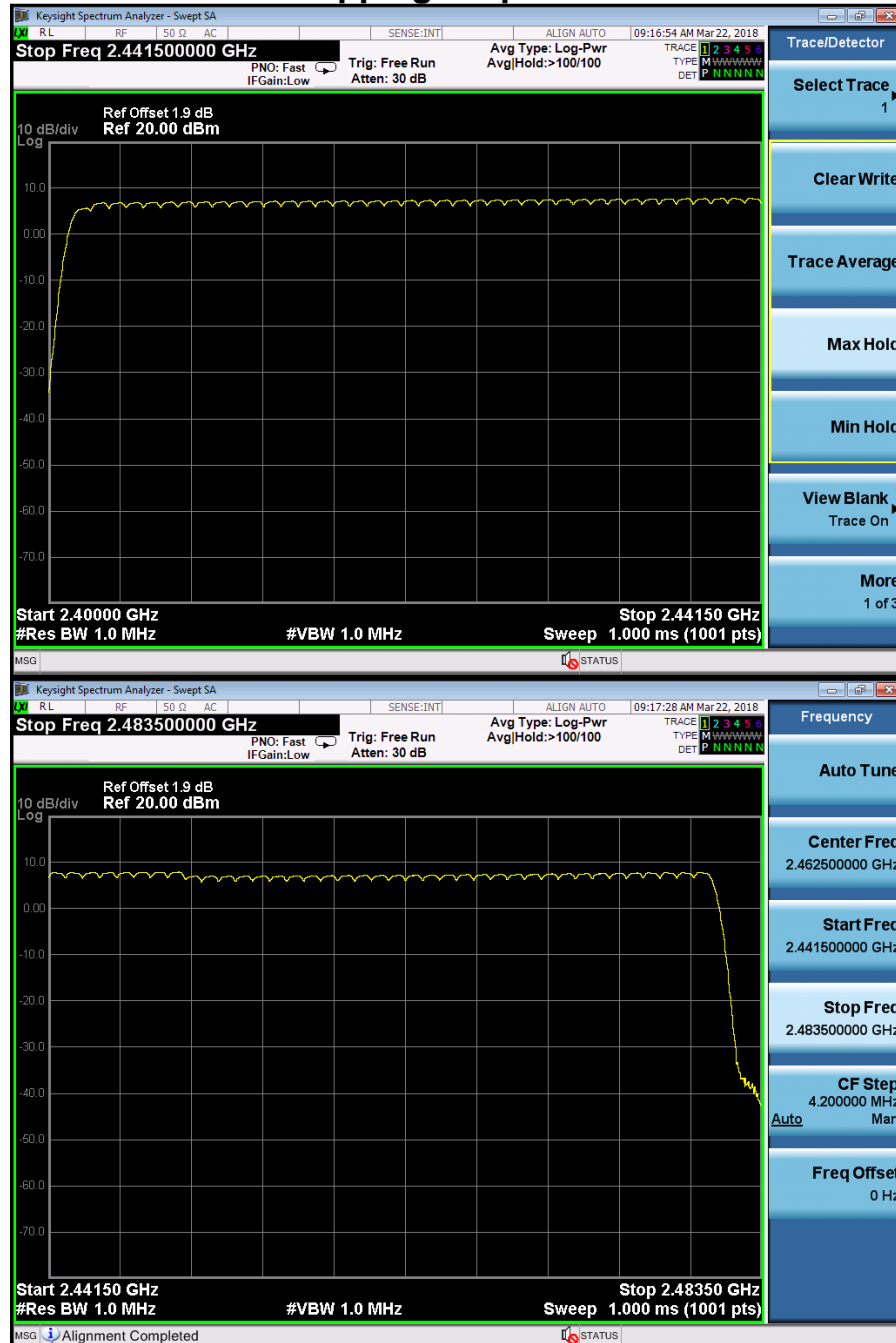 Keysight Spectrum Analyzer - Swept SA
LXI RL RF 50 Ω AC SENSE:INT ALIGN AUTO 09:16:54 AM Mar 22, 2018
Stop Freq 2.441500000 GHz
PNO: Fast
IFGain:Low
Trig: Free Run
Atten: 30 dB
Avg Type: Log-Pwr
Avg|Hold:>100/100
TRACE 1 2 3 4 5 6
TYPE M WWWWW
DET P N N N N N
Ref Offset 1.9 dB
10 dB/div Ref 20.00 dBm
Log
10.0
0.00
-10.0
-20.0
-30.0
-40.0
-50.0
-60.0
-70.0
Start 2.40000 GHz Stop 2.44150 GHz
#Res BW 1.0 MHz #VBW 1.0 MHz Sweep 1.000 ms (1001 pts)
MSG STATUS
Trace/Detector
Select Trace
1
Clear Write
Trace Average
Max Hold
Min Hold
View Blank
Trace On
More
1 of 3
Keysight Spectrum Analyzer - Swept SA
LXI RL RF 50 Ω AC SENSE:INT ALIGN AUTO 09:17:28 AM Mar 22, 2018
Stop Freq 2.483500000 GHz
PNO: Fast
IFGain:Low
Trig: Free Run
Atten: 30 dB
Avg Type: Log-Pwr
Avg|Hold:>100/100
TRACE 1 2 3 4 5 6
TYPE M WWWWW
DET P N N N N N
Ref Offset 1.9 dB
10 dB/div Ref 20.00 dBm
Log
10.0
0.00
-10.0
-20.0
-30.0
-40.0
-50.0
-60.0
-70.0
Start 2.44150 GHz Stop 2.48350 GHz
#Res BW 1.0 MHz #VBW 1.0 MHz Sweep 1.000 ms (1001 pts)
MSG Alignment Completed STATUS
Frequency
Auto Tune
Center Freq
2.462500000 GHz
Start Freq
2.441500000 GHz
Stop Freq
2.483500000 GHz
CF Step
4.200000 MHz
Auto Man
Freq Offset
0 Hz